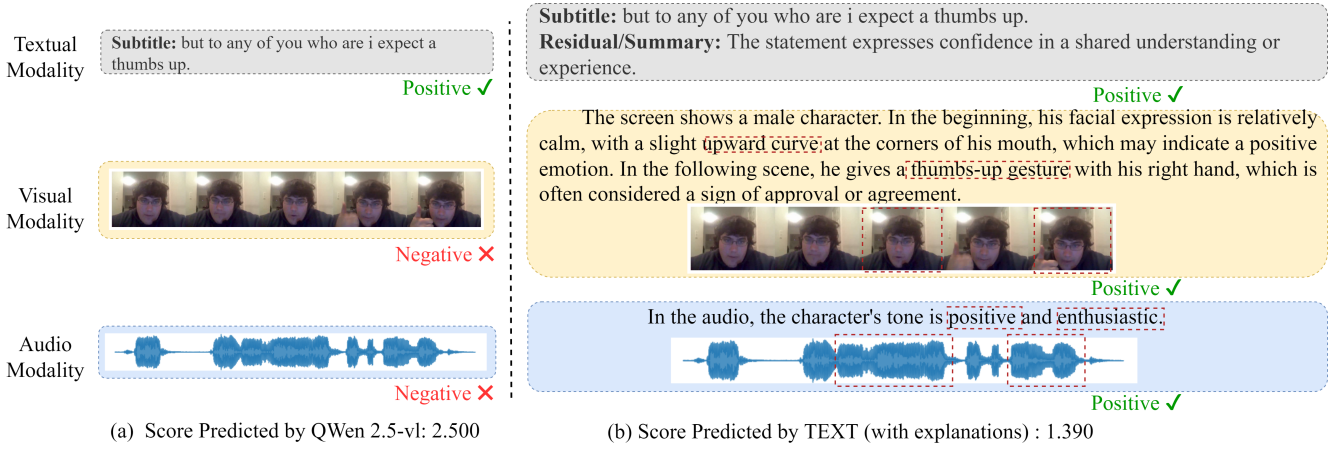 Textual
Modality
Subtitle: but to any of you who are i expect a
thumbs up.
Positive ✓
Visual
Modality
Negative ✕
Audio
Modality
Negative ✕
(a) Score Predicted by QWen 2.5-vl: 2.500
Subtitle: but to any of you who are i expect a thumbs up.
Residual/Summary: The statement expresses confidence in a shared understanding or
experience.
Positive ✓
The screen shows a male character. In the beginning, his facial expression is relatively
calm, with a slight upward curve at the corners of his mouth, which may indicate a positive
emotion. In the following scene, he gives a thumbs-up gesture with his right hand, which is
often considered a sign of approval or agreement.
Positive ✓
In the audio, the character's tone is positive and enthusiastic.
Positive ✓
(b) Score Predicted by TEXT (with explanations) : 1.390